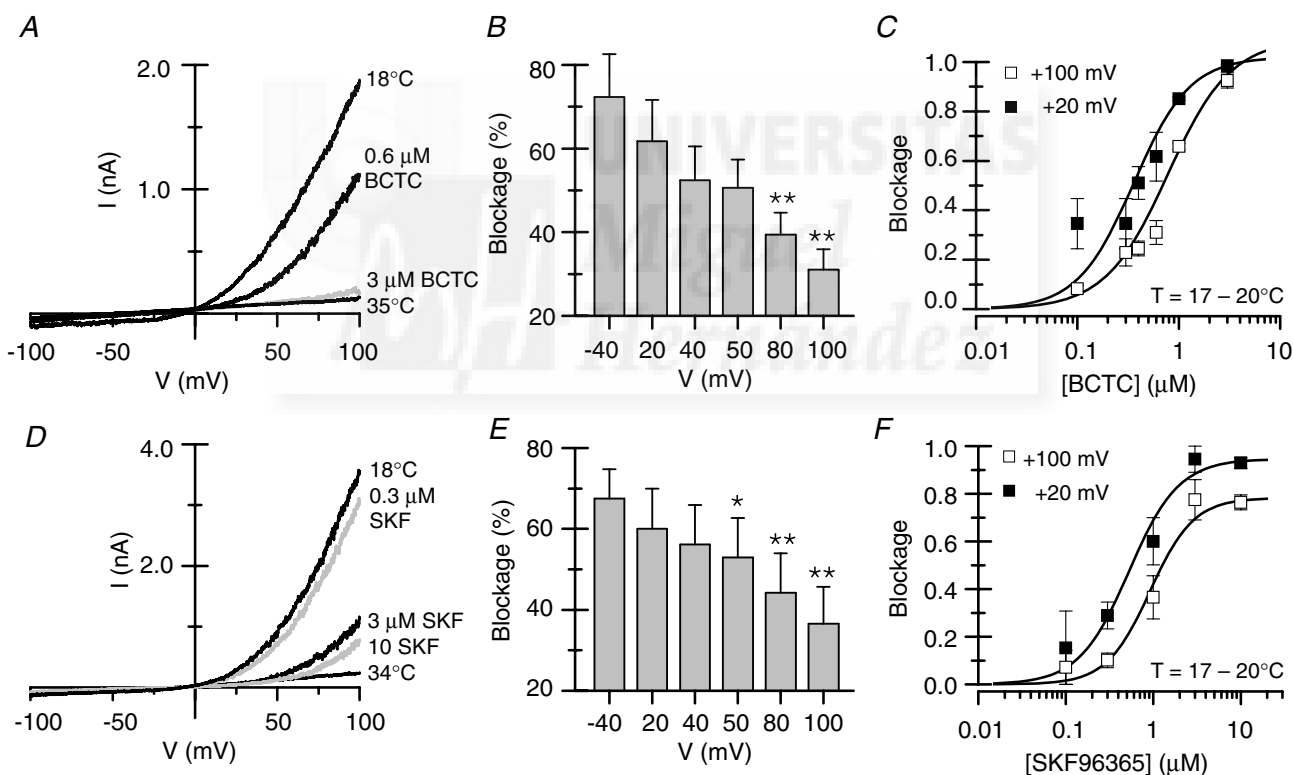 A
2.0
18°C
0.6 µM
BCTC
1.0
I (nA)
3 µM BCTC
35°C
-100 -50 50 100
V (mV)
B
80
60
40
20
Blockage (%)
**
**
-40 20 40 50 80 100
V (mV)
C
+100 mV
+20 mV
1.0
0.8
0.6
0.4
0.2
0.0
Blockage
T = 17 – 20°C
0.01 0.1 1 10
[BCTC] (µM)
UNIVERSITAS
Miguel
Hernández
D
4.0
18°C
0.3 µM
SKF
2.0
I (nA)
3 µM SKF
10 SKF
34°C
-100 -50 50 100
V (mV)
E
80
60
40
20
Blockage (%)
*
**
**
-40 20 40 50 80 100
V (mV)
F
+100 mV
+20 mV
1.0
0.8
0.6
0.4
0.2
0.0
Blockage
T = 17 – 20°C
0.01 0.1 1 10
[SKF96365] (µM)